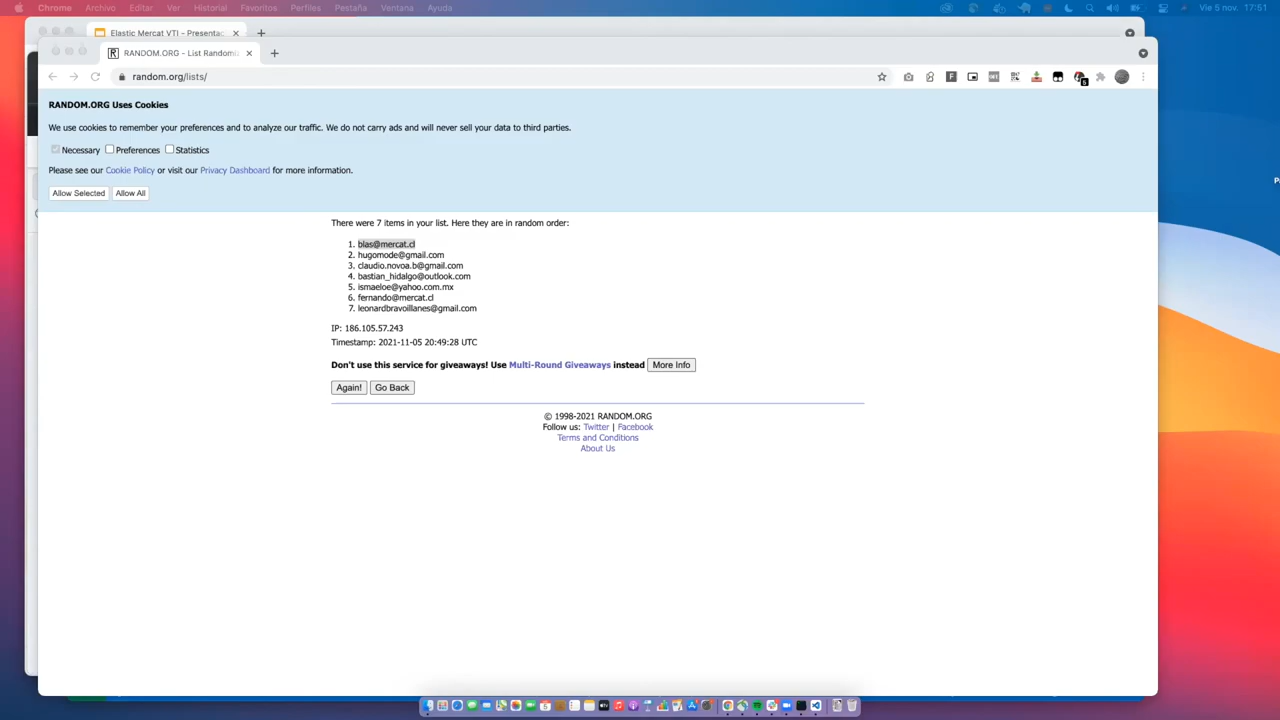 Chrome Archivo Editar Ver Historial Favoritos Perfiles Pestaña Ventana Ayuda
Vie 5 nov. 17:51
Elastic Mercat VTI - Presentac
RANDOM.ORG - List Randomiz
random.org/lists/
RANDOM.ORG Uses Cookies
We use cookies to remember your preferences and to analyze our traffic. We do not carry ads and will never sell your data to third parties.
Necessary Preferences Statistics
Please see our Cookie Policy or visit our Privacy Dashboard for more information.
Allow Selected Allow All
There were 7 items in your list. Here they are in random order:
1. blas@mercat.cl
2. hugomode@gmail.com
3. claudio.novoa.b@gmail.com
4. bastian_hidalgo@outlook.com
5. ismaeloe@yahoo.com.mx
6. fernando@mercat.cl
7. leonardbravoillanes@gmail.com
IP: 186.105.57.243
Timestamp: 2021-11-05 20:49:28 UTC
Don't use this service for giveaways! Use Multi-Round Giveaways instead More Info
Again! Go Back
© 1998-2021 RANDOM.ORG
Follow us: Twitter | Facebook
Terms and Conditions
About Us